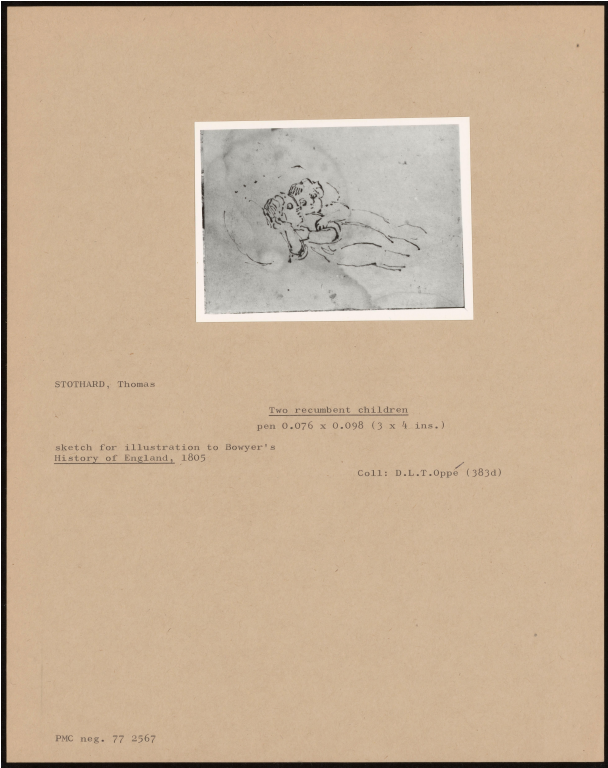 STOTHARD, Thomas
Two recumbent children
pen 0.076 x 0.098 (3 x 4 ins.)
sketch for illustration to Bowyer's
History of England, 1805
Coll: D.L.T.Oppé (383d)
PMC neg. 77 2567